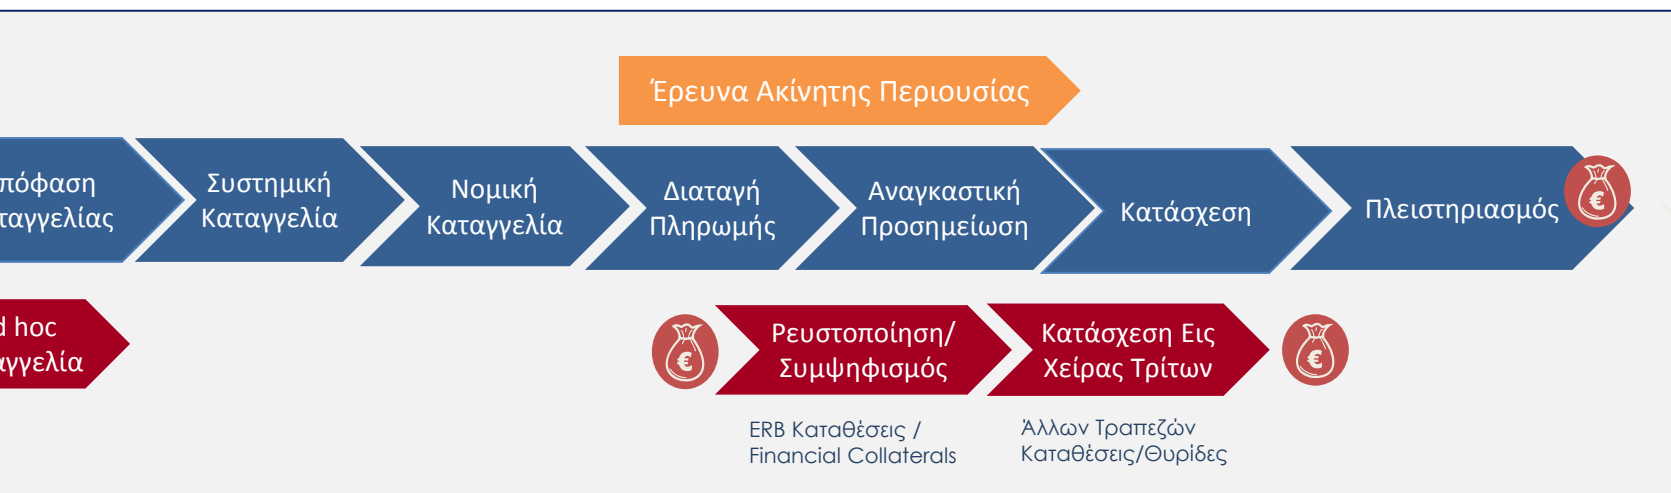 Έρευνα Ακίνητης Περιουσίας
πόφαση
ταγγελίας
Συστημική
Καταγγελία
Νομική
Καταγγελία
Διαταγή
Πληρωμής
Αναγκαστική
Προσημείωση
Κατάσχεση
Πλειστηριασμός
€
d hoc
αγγελία
€
Ρευστοποίηση/
Συμψηφισμός
Κατάσχεση Εις
Χείρας Τρίτων
€
ERB Καταθέσεις /
Financial Collaterals
Άλλων Τραπεζών
Καταθέσεις/Θυρίδες